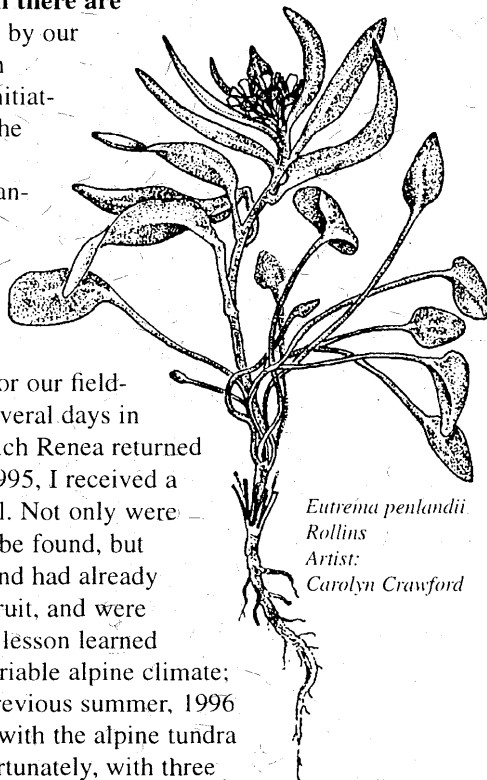 n there are
by our
n
nitiat-
he
an-
or our field-
everal days in
ich Renea returned
995, I received a
l. Not only were
be found, but
nd had already
ruit, and were
lesson learned
riable alpine climate;
revious summer, 1996
with the alpine tundra
rtunately, with three
Eutrema penlandii
Rollins
Artist:
Carolyn Crawford